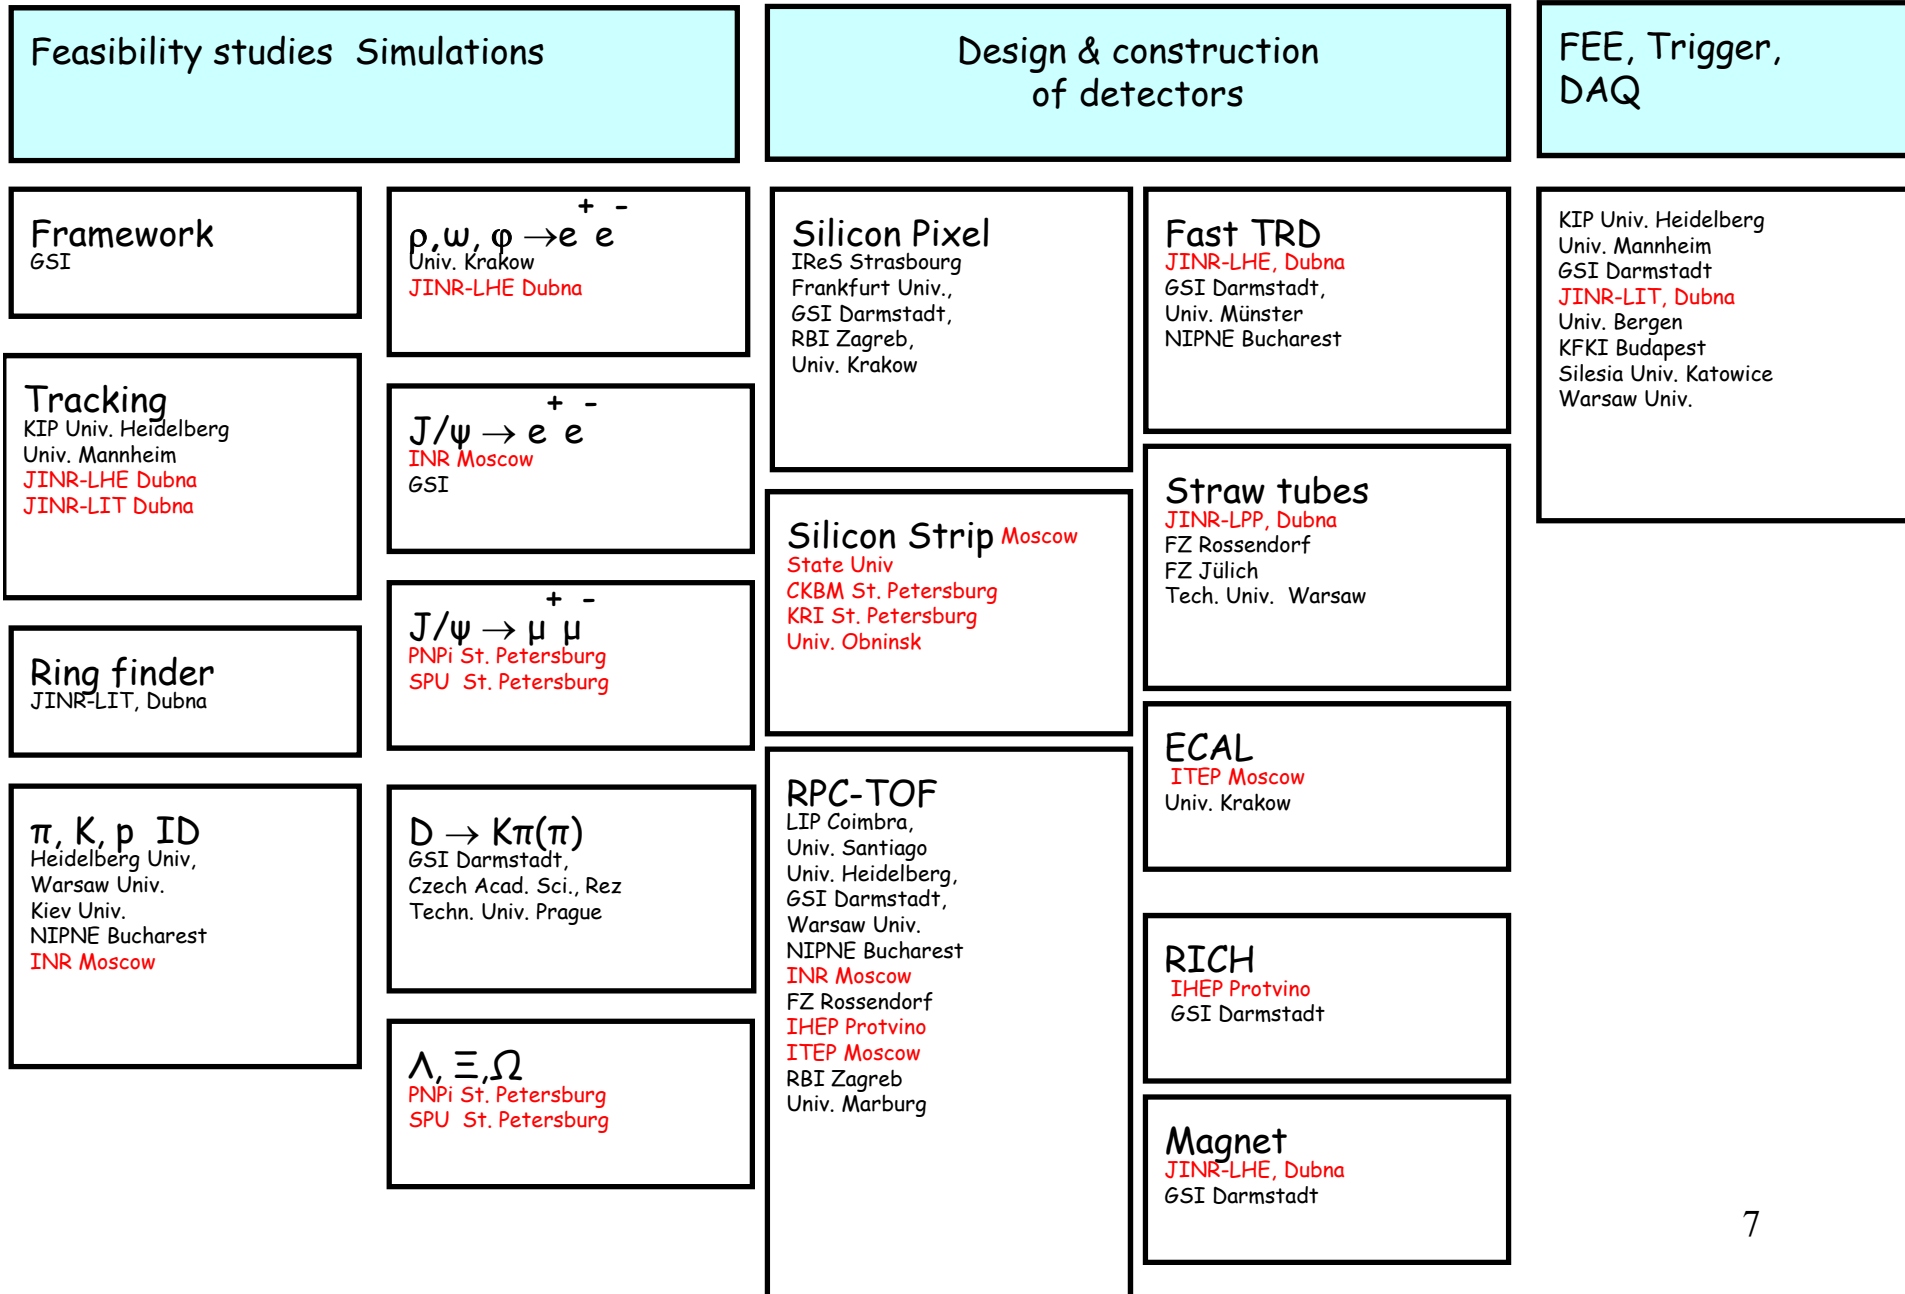 Feasibility studies  Simulations
Design & construction
of detectors
FEE, Trigger,
DAQ
Framework
GSI
Tracking
KIP Univ. Heidelberg
Univ. Mannheim
JINR-LHE Dubna
JINR-LIT Dubna
Ring finder
JINR-LIT, Dubna
π, K, p  ID
Heidelberg Univ,
Warsaw Univ.
Kiev Univ.
NIPNE Bucharest
INR Moscow
ρ,ω, φ →e⁺e⁻
Univ. Krakow
JINR-LHE Dubna
J/ψ → e⁺e⁻
INR Moscow
GSI
J/ψ → μ⁺μ⁻
PNPi St. Petersburg
SPU  St. Petersburg
D → Kπ(π)
GSI Darmstadt,
Czech Acad. Sci., Rez
Techn. Univ. Prague
Λ, Ξ,Ω
PNPi St. Petersburg
SPU  St. Petersburg
Silicon Pixel
IReS Strasbourg
Frankfurt Univ.,
GSI Darmstadt,
RBI Zagreb,
Univ. Krakow
Silicon Strip Moscow
State Univ
CKBM St. Petersburg
KRI St. Petersburg
Univ. Obninsk
RPC-TOF
LIP Coimbra,
Univ. Santiago
Univ. Heidelberg,
GSI Darmstadt,
Warsaw Univ.
NIPNE Bucharest
INR Moscow
FZ Rossendorf
IHEP Protvino
ITEP Moscow
RBI Zagreb
Univ. Marburg
Fast TRD
JINR-LHE, Dubna
GSI Darmstadt,
Univ. Münster
NIPNE Bucharest
Straw tubes
JINR-LPP, Dubna
FZ Rossendorf
FZ Jülich
Tech. Univ.  Warsaw
ECAL
ITEP Moscow
Univ. Krakow
RICH
IHEP Protvino
GSI Darmstadt
Magnet
JINR-LHE, Dubna
GSI Darmstadt
KIP Univ. Heidelberg
Univ. Mannheim
GSI Darmstadt
JINR-LIT, Dubna
Univ. Bergen
KFKI Budapest
Silesia Univ. Katowice
Warsaw Univ.
7